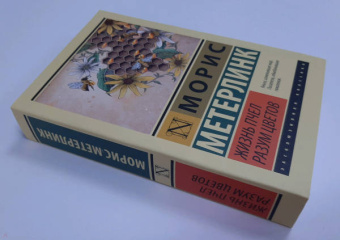 МОРИС
МЕТЕРЛИНК
ЖИЗНЬ ПЧЕЛ
РАЗУМ ЦВЕТОВ
N
МОРИС МЕТЕРЛИНК
N
ЖИЗНЬ ПЧЕЛ
РАЗУМ ЦВЕТОВ